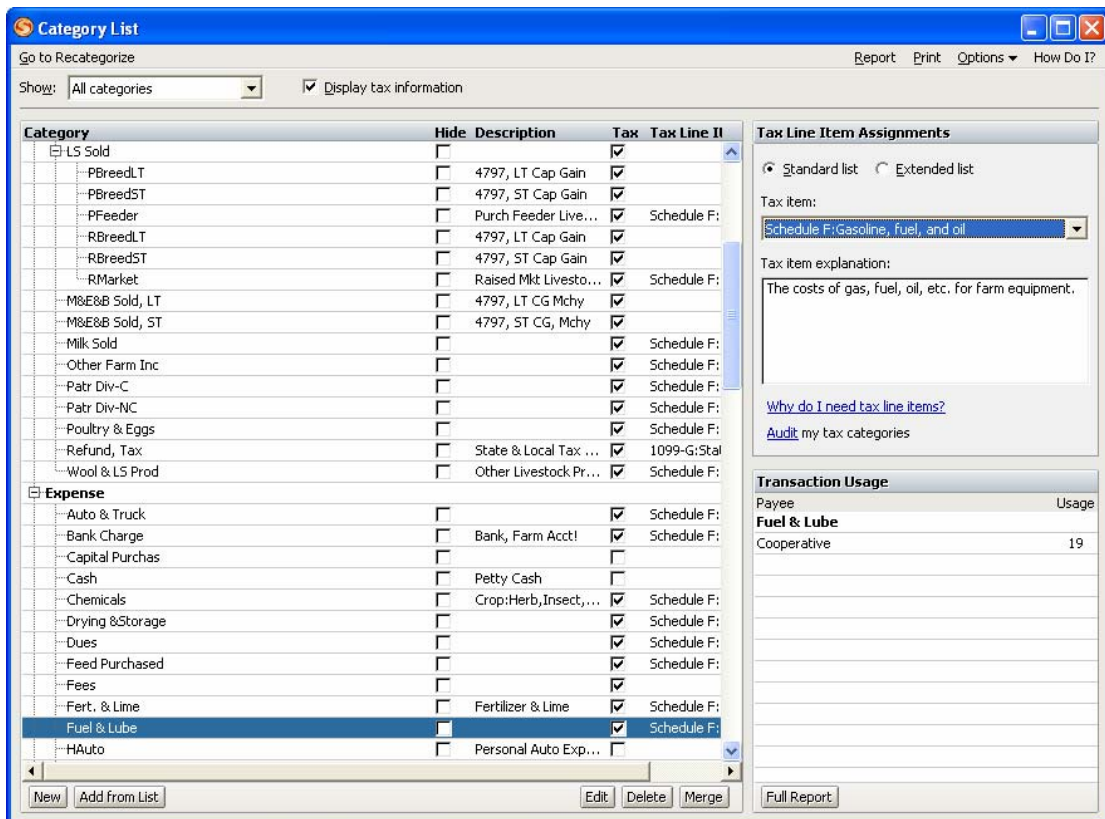 Category List
Go to Recategorize Report Print Options How Do I?
Show: All categories Display tax information
Category Hide Description Tax Tax Line II
LS Sold
PBreedLT 4797, LT Cap Gain
PBreedST 4797, ST Cap Gain
PFeeder Purch Feeder Live... Schedule F:
RBreedLT 4797, LT Cap Gain
RBreedST 4797, ST Cap Gain
RMarket Raised Mkt Livesto... Schedule F:
M&E&B Sold, LT 4797, LT CG Mchy
M&E&B Sold, ST 4797, ST CG, Mchy
Milk Sold Schedule F:
Other Farm Inc Schedule F:
Patr Div-C Schedule F:
Patr Div-NC Schedule F:
Poultry & Eggs Schedule F:
Refund, Tax State & Local Tax ... 1099-G:Stat
Wool & LS Prod Other Livestock Pr... Schedule F:
Expense
Auto & Truck Schedule F:
Bank Charge Bank, Farm Acct! Schedule F:
Capital Purchas
Cash Petty Cash
Chemicals Crop:Herb,Insect,... Schedule F:
Drying &Storage Schedule F:
Dues Schedule F:
Feed Purchased Schedule F:
Fees
Fert. & Lime Fertilizer & Lime Schedule F:
Fuel & Lube Schedule F:
HAuto Personal Auto Exp...
New Add from List Edit Delete Merge
Tax Line Item Assignments
Standard list Extended list
Tax item:
Schedule F:Gasoline, fuel, and oil
Tax item explanation:
The costs of gas, fuel, oil, etc. for farm equipment.
Why do I need tax line items?
Audit my tax categories
Transaction Usage
Payee Usage
Fuel & Lube
Cooperative 19
Full Report